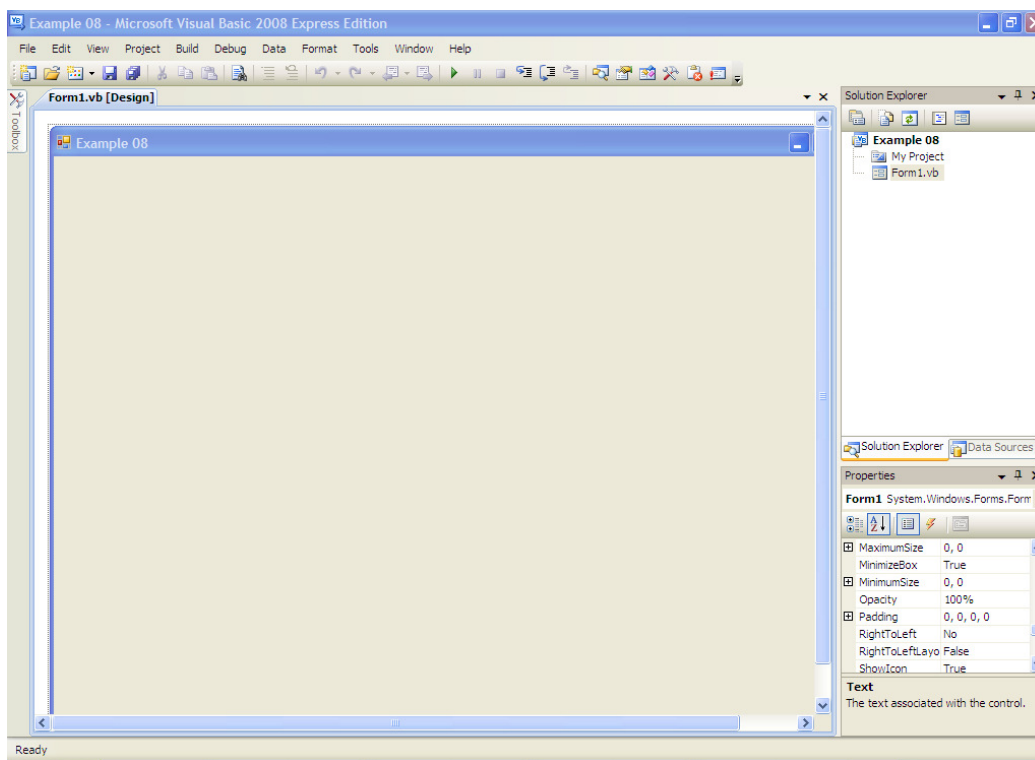 Example 08 - Microsoft Visual Basic 2008 Express Edition
File Edit View Project Build Debug Data Format Tools Window Help
Form1.vb [Design]
Toolbox
Example 08
Solution Explorer
Example 08
My Project
Form1.vb
Solution Explorer Data Sources
Properties
Form1 System.Windows.Forms.Form
MaximumSize 0, 0
MinimizeBox True
MinimumSize 0, 0
Opacity 100%
Padding 0, 0, 0, 0
RightToLeft No
RightToLeftLayo False
ShowIcon True
Text
The text associated with the control.
Ready